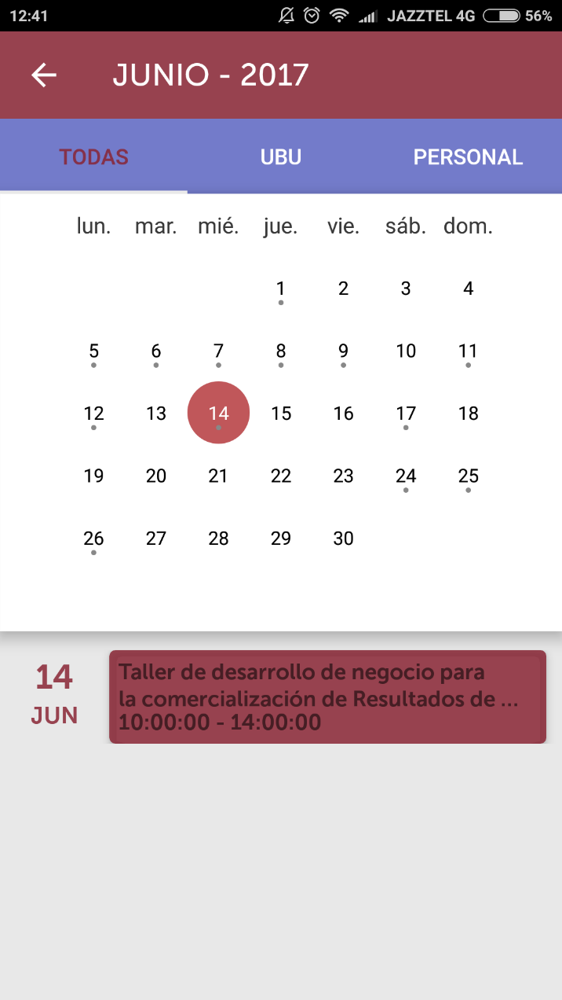 12:41 JAZZTEL 4G 56%
JUNIO - 2017
TODAS UBU PERSONAL
lun. mar. mié. jue. vie. sáb. dom.
1 2 3 4
5 6 7 8 9 10 11
12 13 14 15 16 17 18
19 20 21 22 23 24 25
26 27 28 29 30
14
JUN
Taller de desarrollo de negocio para
la comercialización de Resultados de ...
10:00:00 - 14:00:00